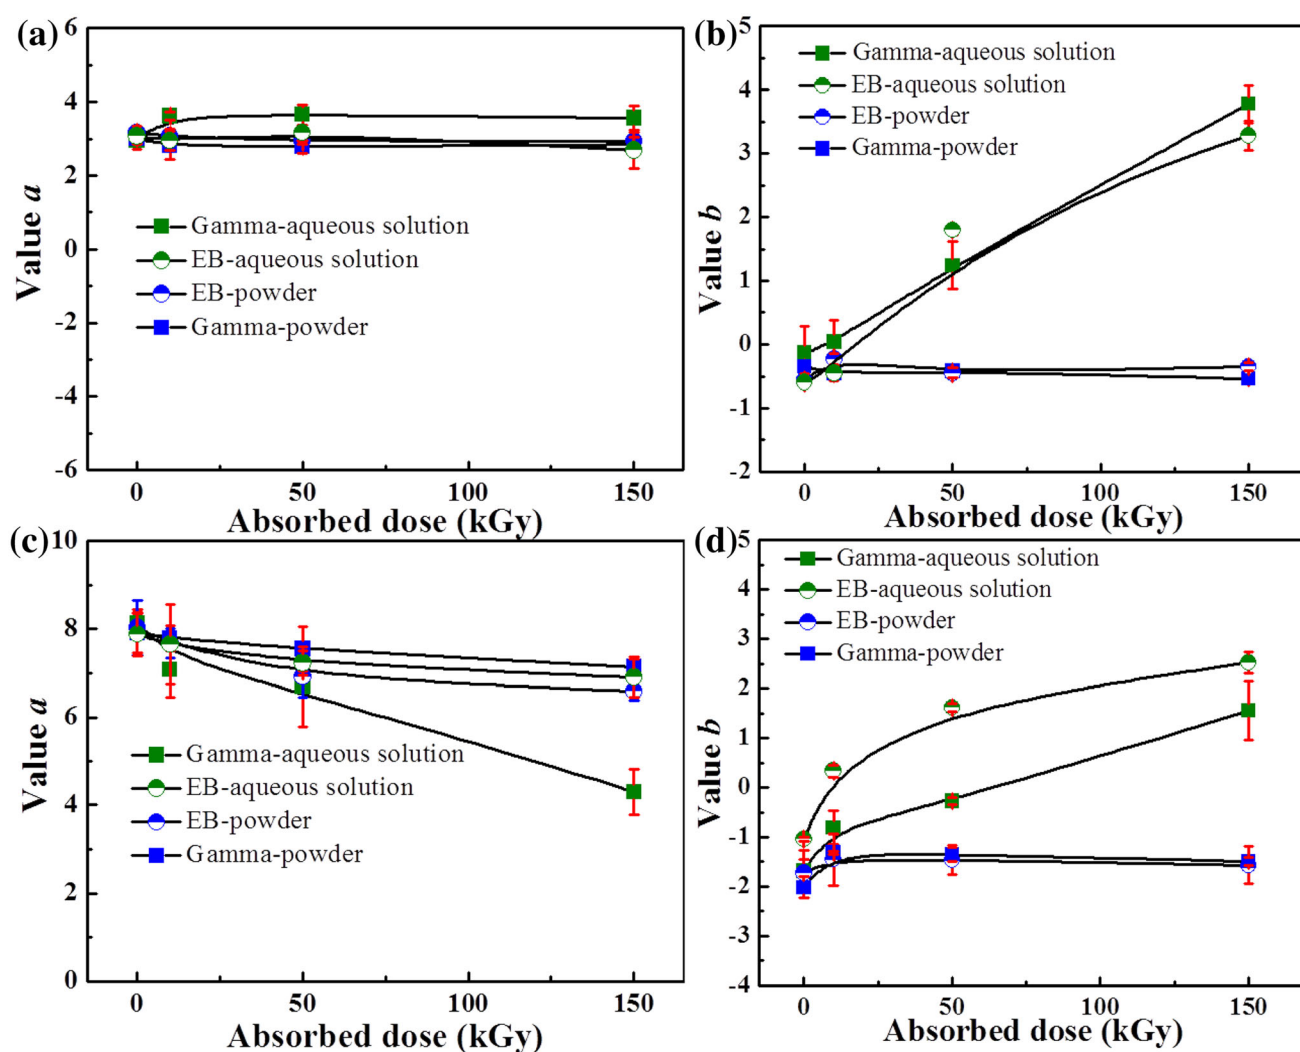 (a)
6
4
2
0
-2
-4
-6
Value a
Gamma-aqueous solution
EB-aqueous solution
EB-powder
Gamma-powder
0 50 100 150
Absorbed dose (kGy)
(b)
5
4
3
2
1
0
-1
-2
Value b
Gamma-aqueous solution
EB-aqueous solution
EB-powder
Gamma-powder
0 50 100 150
Absorbed dose (kGy)
(c)
10
8
6
4
2
0
Value a
Gamma-aqueous solution
EB-aqueous solution
EB-powder
Gamma-powder
0 50 100 150
Absorbed dose (kGy)
(d)
5
4
3
2
1
0
-1
-2
-3
-4
Value b
Gamma-aqueous solution
EB-aqueous solution
EB-powder
Gamma-powder
0 50 100 150
Absorbed dose (kGy)